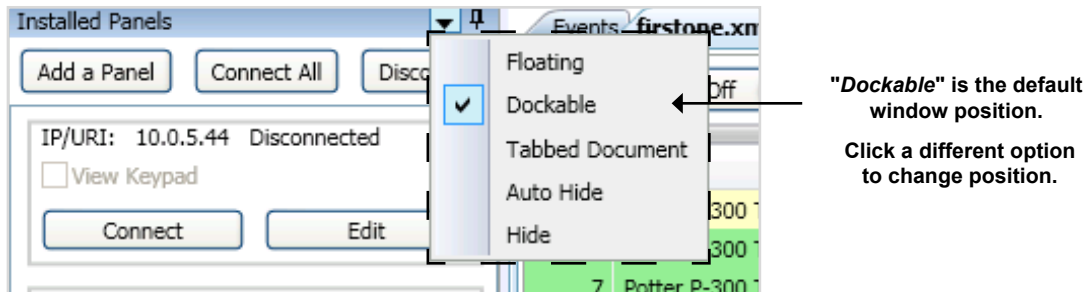 Installed Panels
Events firstone.xm
Add a Panel Connect All
Floating
Dockable
Tabbed Document
Auto Hide
Hide
"Dockable" is the default
window position.
Click a different option
to change position.
IP/URI: 10.0.5.44 Disconnected
View Keypad
Connect Edit
300
300
7 Potter P-300